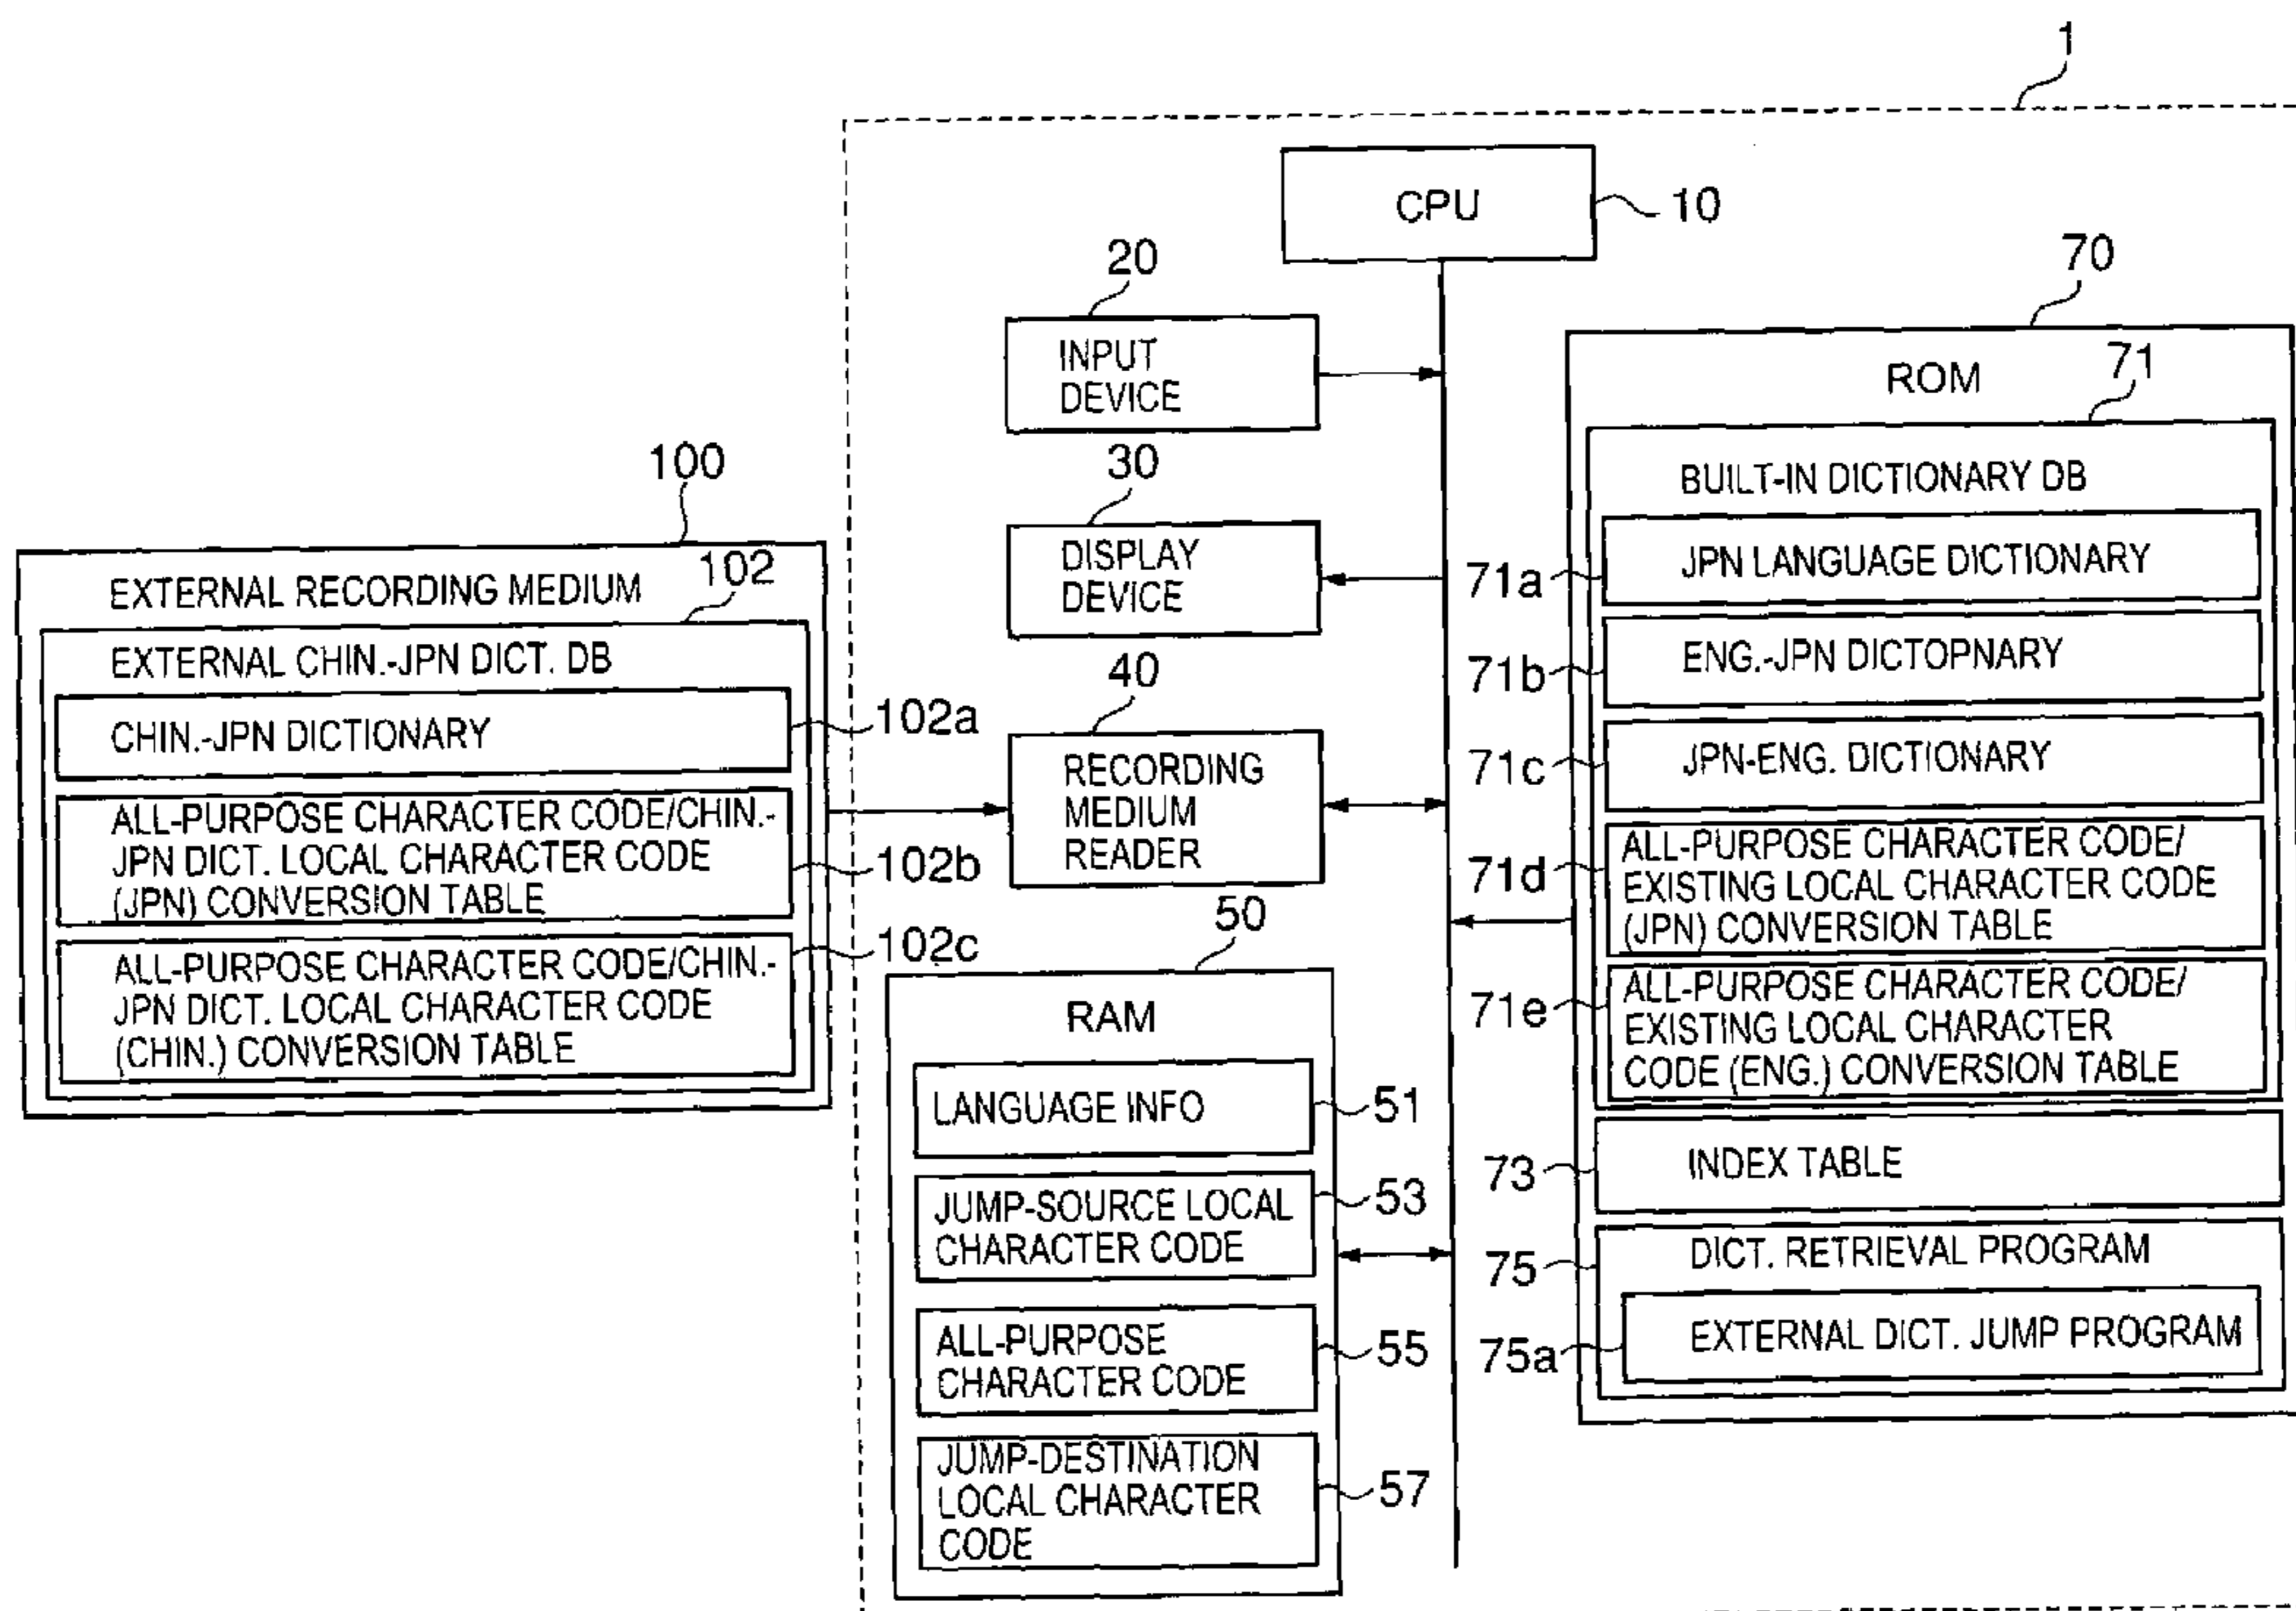 1
CPU
10
20
INPUT
DEVICE
30
DISPLAY
DEVICE
40
RECORDING
MEDIUM
READER
100
EXTERNAL RECORDING MEDIUM
102
EXTERNAL CHIN.-JPN DICT. DB
CHIN.-JPN DICTIONARY
102a
ALL-PURPOSE CHARACTER CODE/CHIN.-
JPN DICT. LOCAL CHARACTER CODE
(JPN) CONVERSION TABLE
102b
ALL-PURPOSE CHARACTER CODE/CHIN.-
JPN DICT. LOCAL CHARACTER CODE
(CHIN.) CONVERSION TABLE
102c
50
RAM
LANGUAGE INFO
51
JUMP-SOURCE LOCAL
CHARACTER CODE
53
ALL-PURPOSE
CHARACTER CODE
55
JUMP-DESTINATION
LOCAL CHARACTER
CODE
57
70
ROM
71
BUILT-IN DICTIONARY DB
71a
JPN LANGUAGE DICTIONARY
71b
ENG.-JPN DICTOPNARY
71c
JPN-ENG. DICTIONARY
71d
ALL-PURPOSE CHARACTER CODE/
EXISTING LOCAL CHARACTER CODE
(JPN) CONVERSION TABLE
71e
ALL-PURPOSE CHARACTER CODE/
EXISTING LOCAL CHARACTER
CODE (ENG.) CONVERSION TABLE
73
INDEX TABLE
75
DICT. RETRIEVAL PROGRAM
75a
EXTERNAL DICT. JUMP PROGRAM